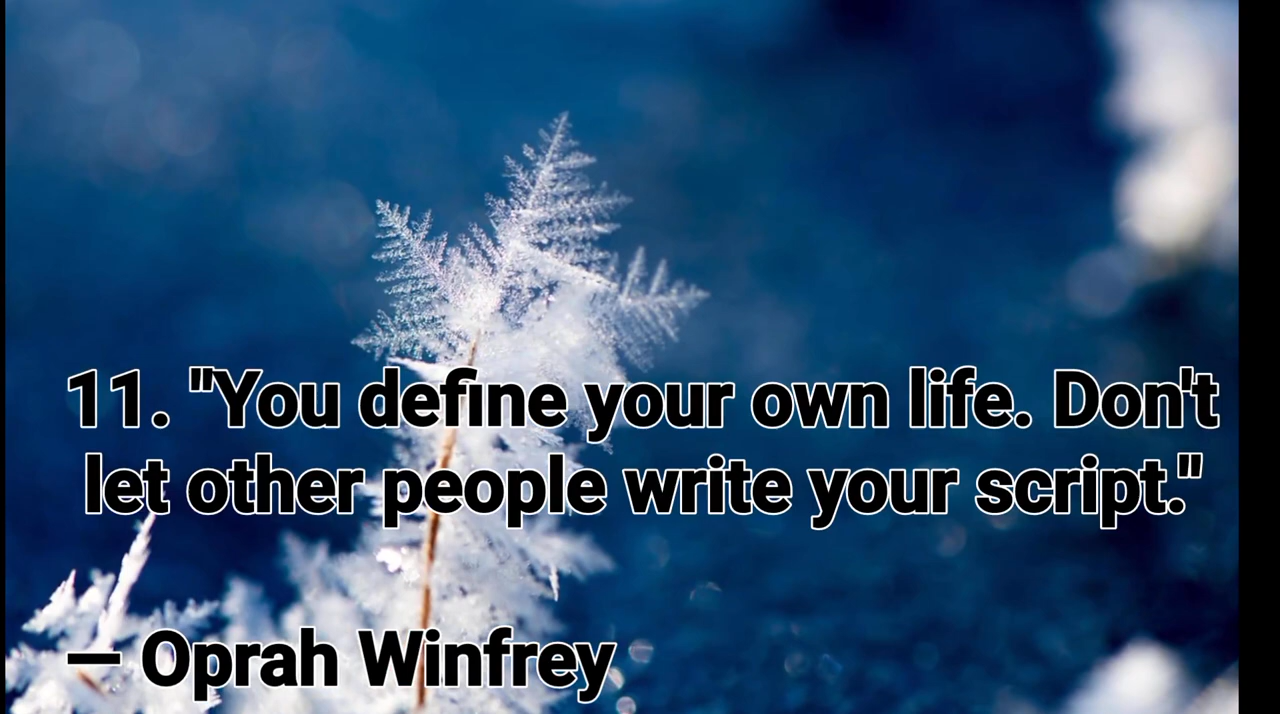 11. "You define your own life. Don't
let other people write your script."
— Oprah Winfrey